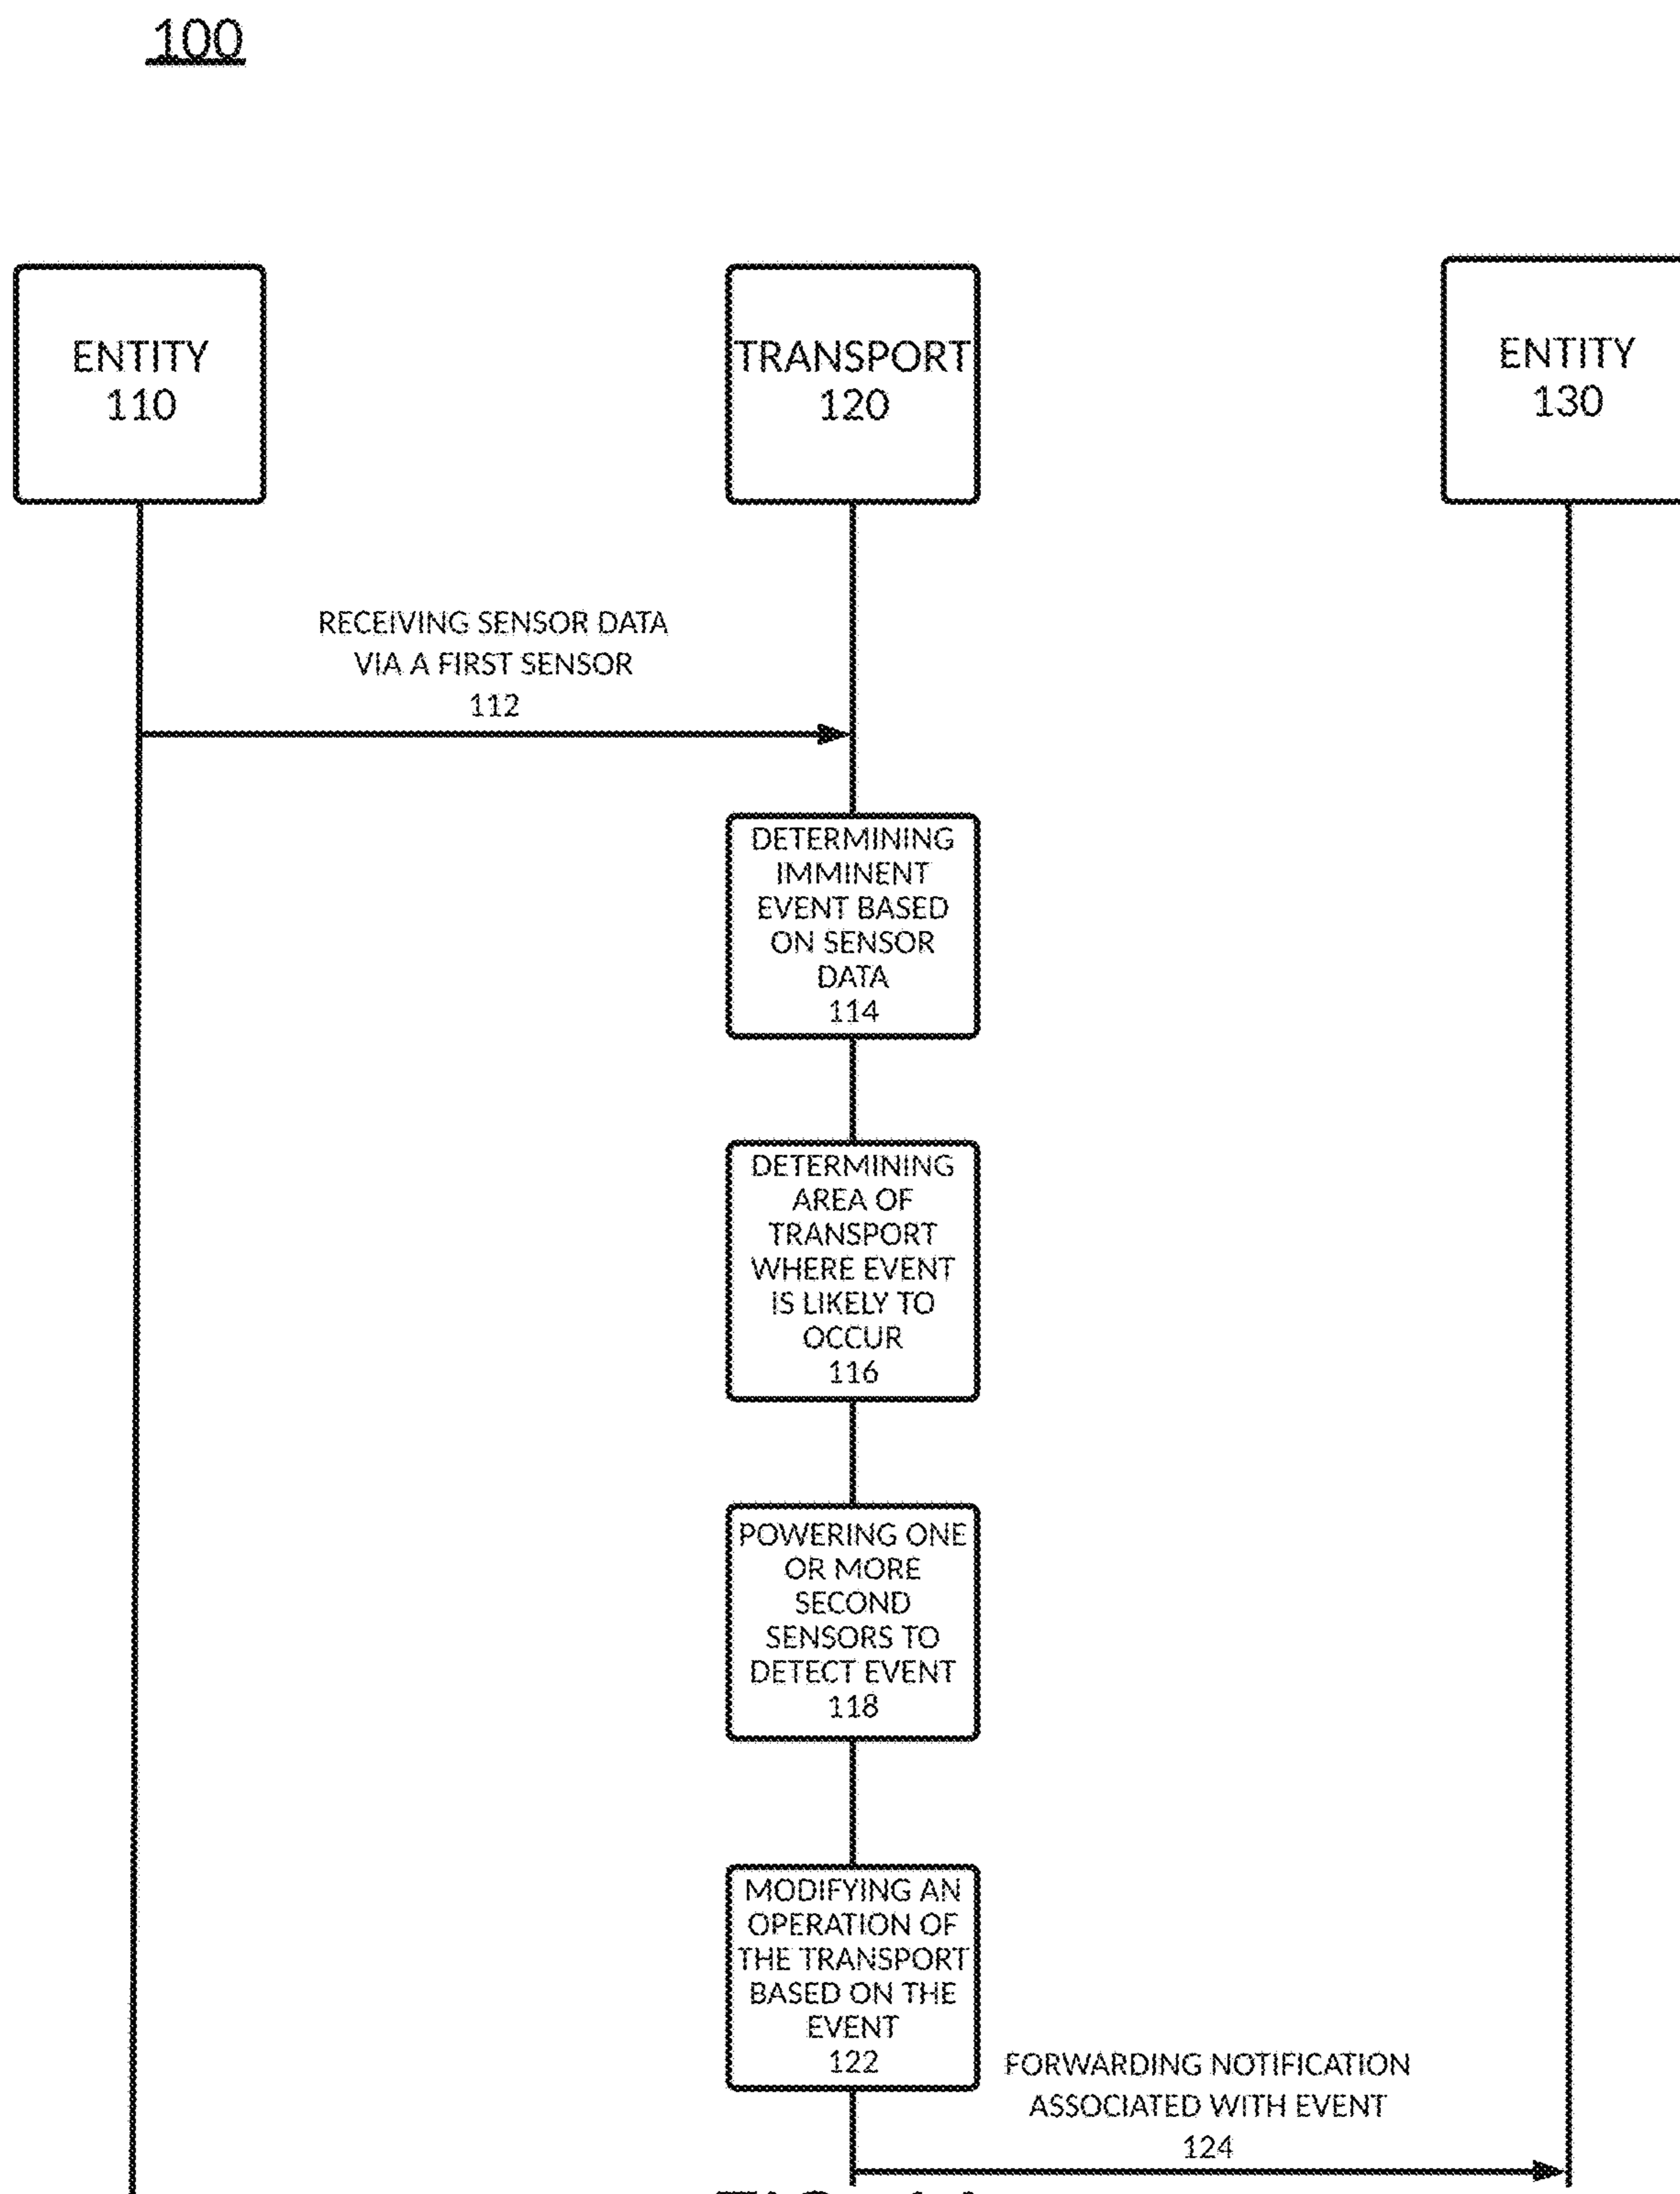 100
ENTITY
110
TRANSPORT
120
ENTITY
130
RECEIVING SENSOR DATA
VIA A FIRST SENSOR
112
DETERMINING
IMMINENT
EVENT BASED
ON SENSOR
DATA
114
DETERMINING
AREA OF
TRANSPORT
WHERE EVENT
IS LIKELY TO
OCCUR
116
POWERING ONE
OR MORE
SECOND
SENSORS TO
DETECT EVENT
118
MODIFYING AN
OPERATION OF
THE TRANSPORT
BASED ON THE
EVENT
122
FORWARDING NOTIFICATION
ASSOCIATED WITH EVENT
124